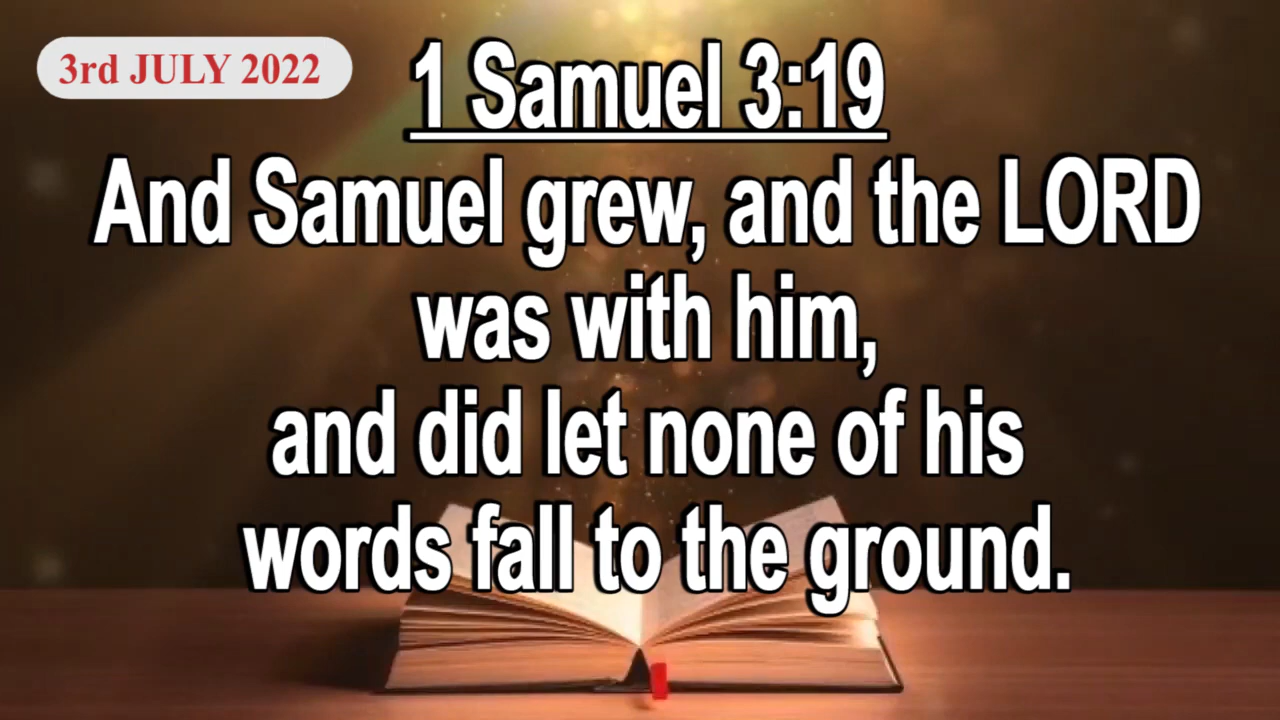 3rd JULY 2022
1 Samuel 3:19
And Samuel grew, and the LORD
was with him,
and did let none of his
words fall to the ground.